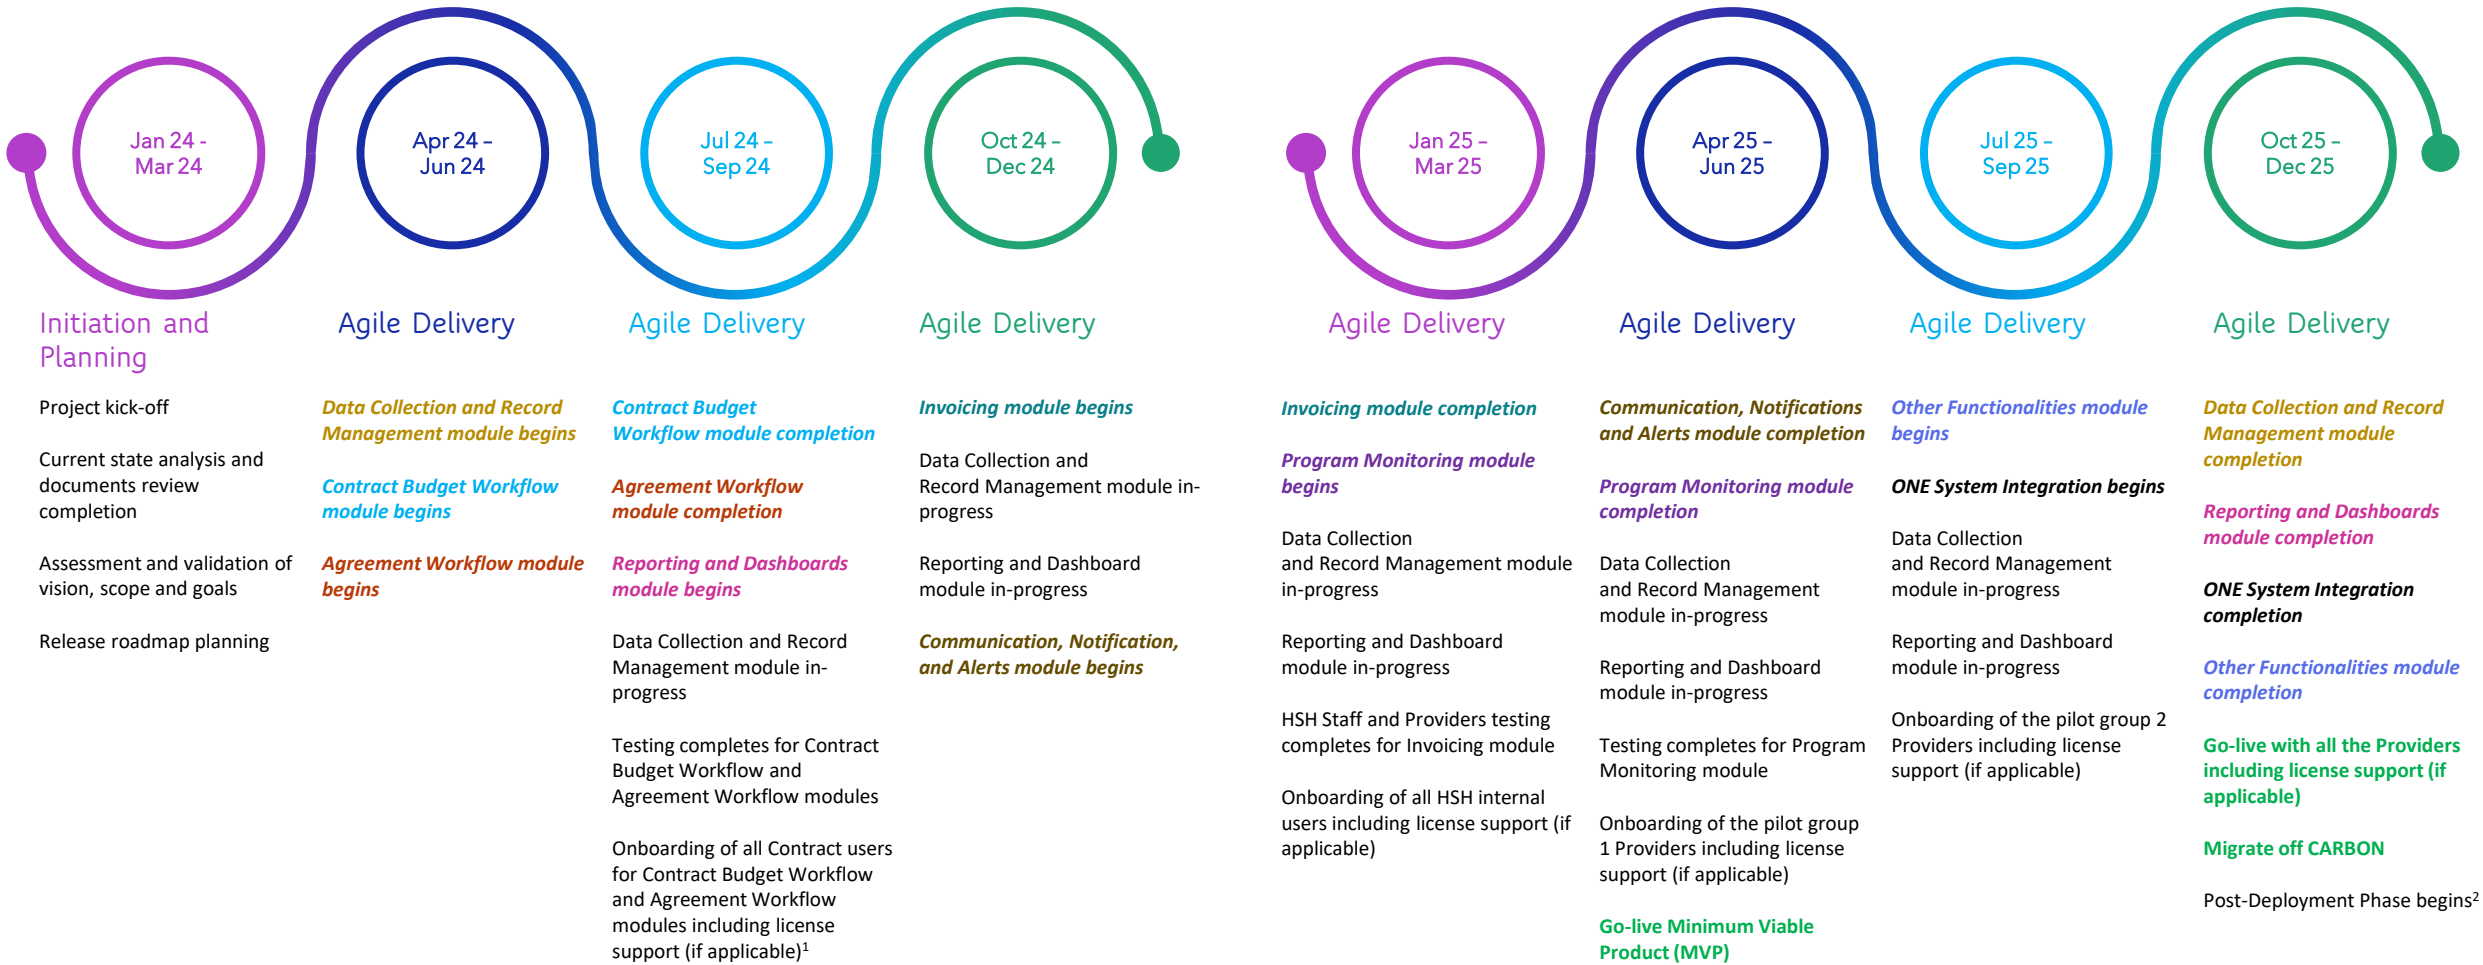 Jan 24 -
Mar 24
Apr 24 –
Jun 24
Jul 24 –
Sep 24
Oct 24 –
Dec 24
Jan 25 –
Mar 25
Apr 25 –
Jun 25
Jul 25 –
Sep 25
Oct 25 –
Dec 25
Initiation and
Planning
Project kick-off
Current state analysis and
documents review
completion
Assessment and validation of
vision, scope and goals
Release roadmap planning
Agile Delivery
Data Collection and Record
Management module begins
Contract Budget Workflow
module begins
Agreement Workflow module
begins
Agile Delivery
Contract Budget
Workflow module completion
Agreement Workflow
module completion
Reporting and Dashboards
module begins
Data Collection and Record
Management module in-
progress
Testing completes for Contract
Budget Workflow and
Agreement Workflow modules
Onboarding of all Contract users
for Contract Budget Workflow
and Agreement Workflow
modules including license
support (if applicable)1
Agile Delivery
Invoicing module begins
Data Collection and
Record Management module in-
progress
Reporting and Dashboard
module in-progress
Communication, Notification,
and Alerts module begins
Agile Delivery
Invoicing module completion
Program Monitoring module
begins
Data Collection
and Record Management module
in-progress
Reporting and Dashboard
module in-progress
HSH Staff and Providers testing
completes for Invoicing module
Onboarding of all HSH internal
users including license support (if
applicable)
Agile Delivery
Communication, Notifications
and Alerts module completion
Program Monitoring module
completion
Data Collection
and Record Management
module in-progress
Reporting and Dashboard
module in-progress
Testing completes for Program
Monitoring module
Onboarding of the pilot group
1 Providers including license
support (if applicable)
Go-live Minimum Viable
Product (MVP)
Agile Delivery
Other Functionalities module
begins
ONE System Integration begins
Data Collection
and Record Management
module in-progress
Reporting and Dashboard
module in-progress
Onboarding of the pilot group 2
Providers including license
support (if applicable)
Agile Delivery
Data Collection and Record
Management module
completion
Reporting and Dashboards
module completion
ONE System Integration
completion
Other Functionalities module
completion
Go-live with all the Providers
including license support (if
applicable)
Migrate off CARBON
Post-Deployment Phase begins2